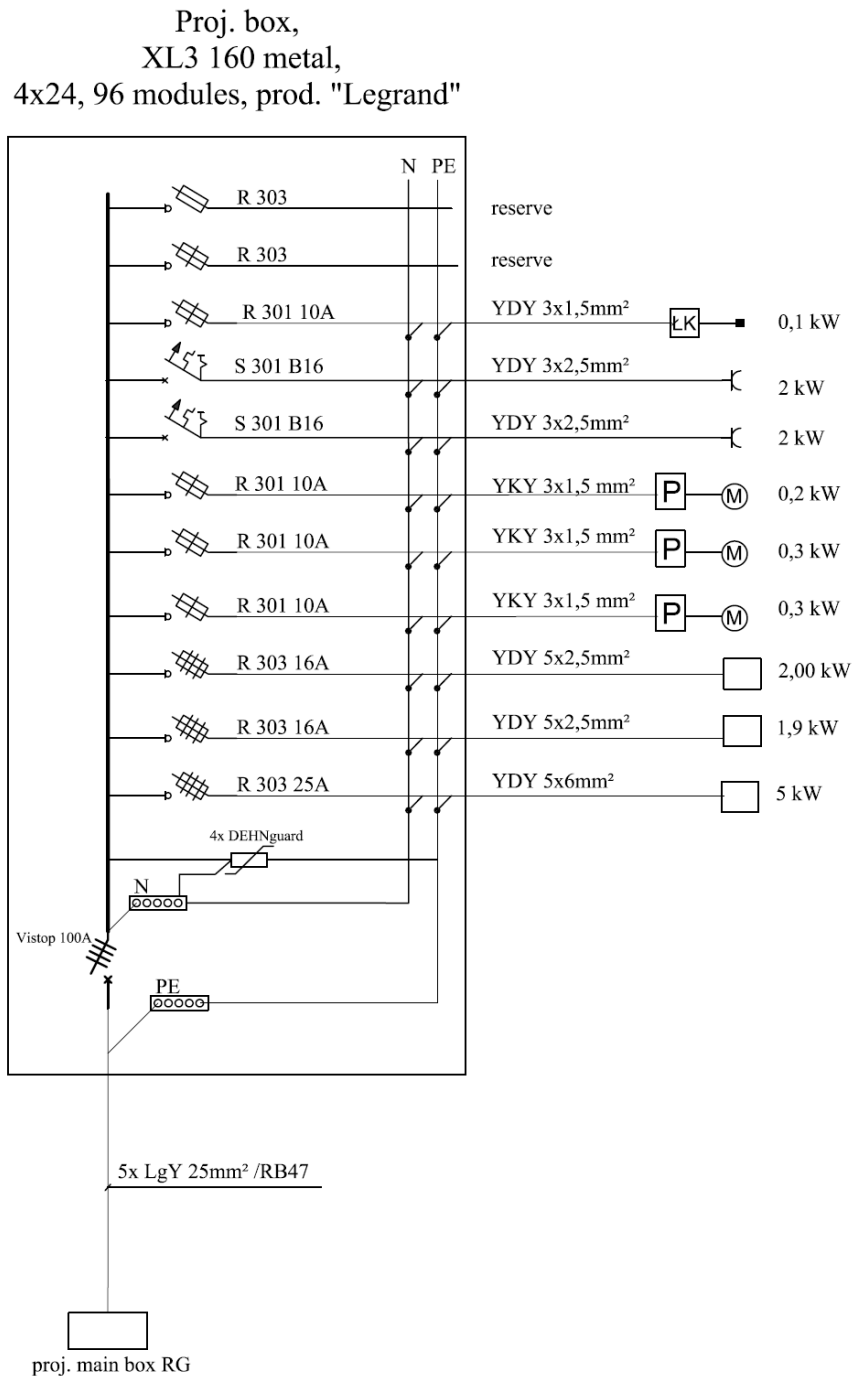 Proj. box,
XL3 160 metal,
4x24, 96 modules, prod. "Legrand"
N PE
R 303 reserve
R 303 reserve
R 301 10A YDY 3x1,5mm² ŁK 0,1 kW
S 301 B16 YDY 3x2,5mm² 2 kW
S 301 B16 YDY 3x2,5mm² 2 kW
R 301 10A YKY 3x1,5 mm² P M 0,2 kW
R 301 10A YKY 3x1,5 mm² P M 0,3 kW
R 301 10A YKY 3x1,5 mm² P M 0,3 kW
R 303 16A YDY 5x2,5mm² 2,00 kW
R 303 16A YDY 5x2,5mm² 1,9 kW
R 303 25A YDY 5x6mm² 5 kW
4x DEHNguard
N
Vistop 100A
PE
5x LgY 25mm² /RB47
proj. main box RG